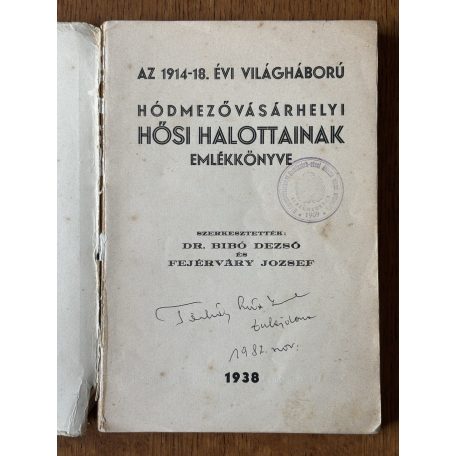 AZ 1914-18. ÉVI VILÁGHÁBORÚ
HÓDMEZŐVÁSÁRHELYI
HŐSI HALOTTAINAK
EMLÉKKÖNYVE
SZERKESZTETTÉK:
DR. BIBÓ DEZSŐ
ÉS
FEJÉRVÁRY JOZSEF
tulajdona
1982. nov.
1938